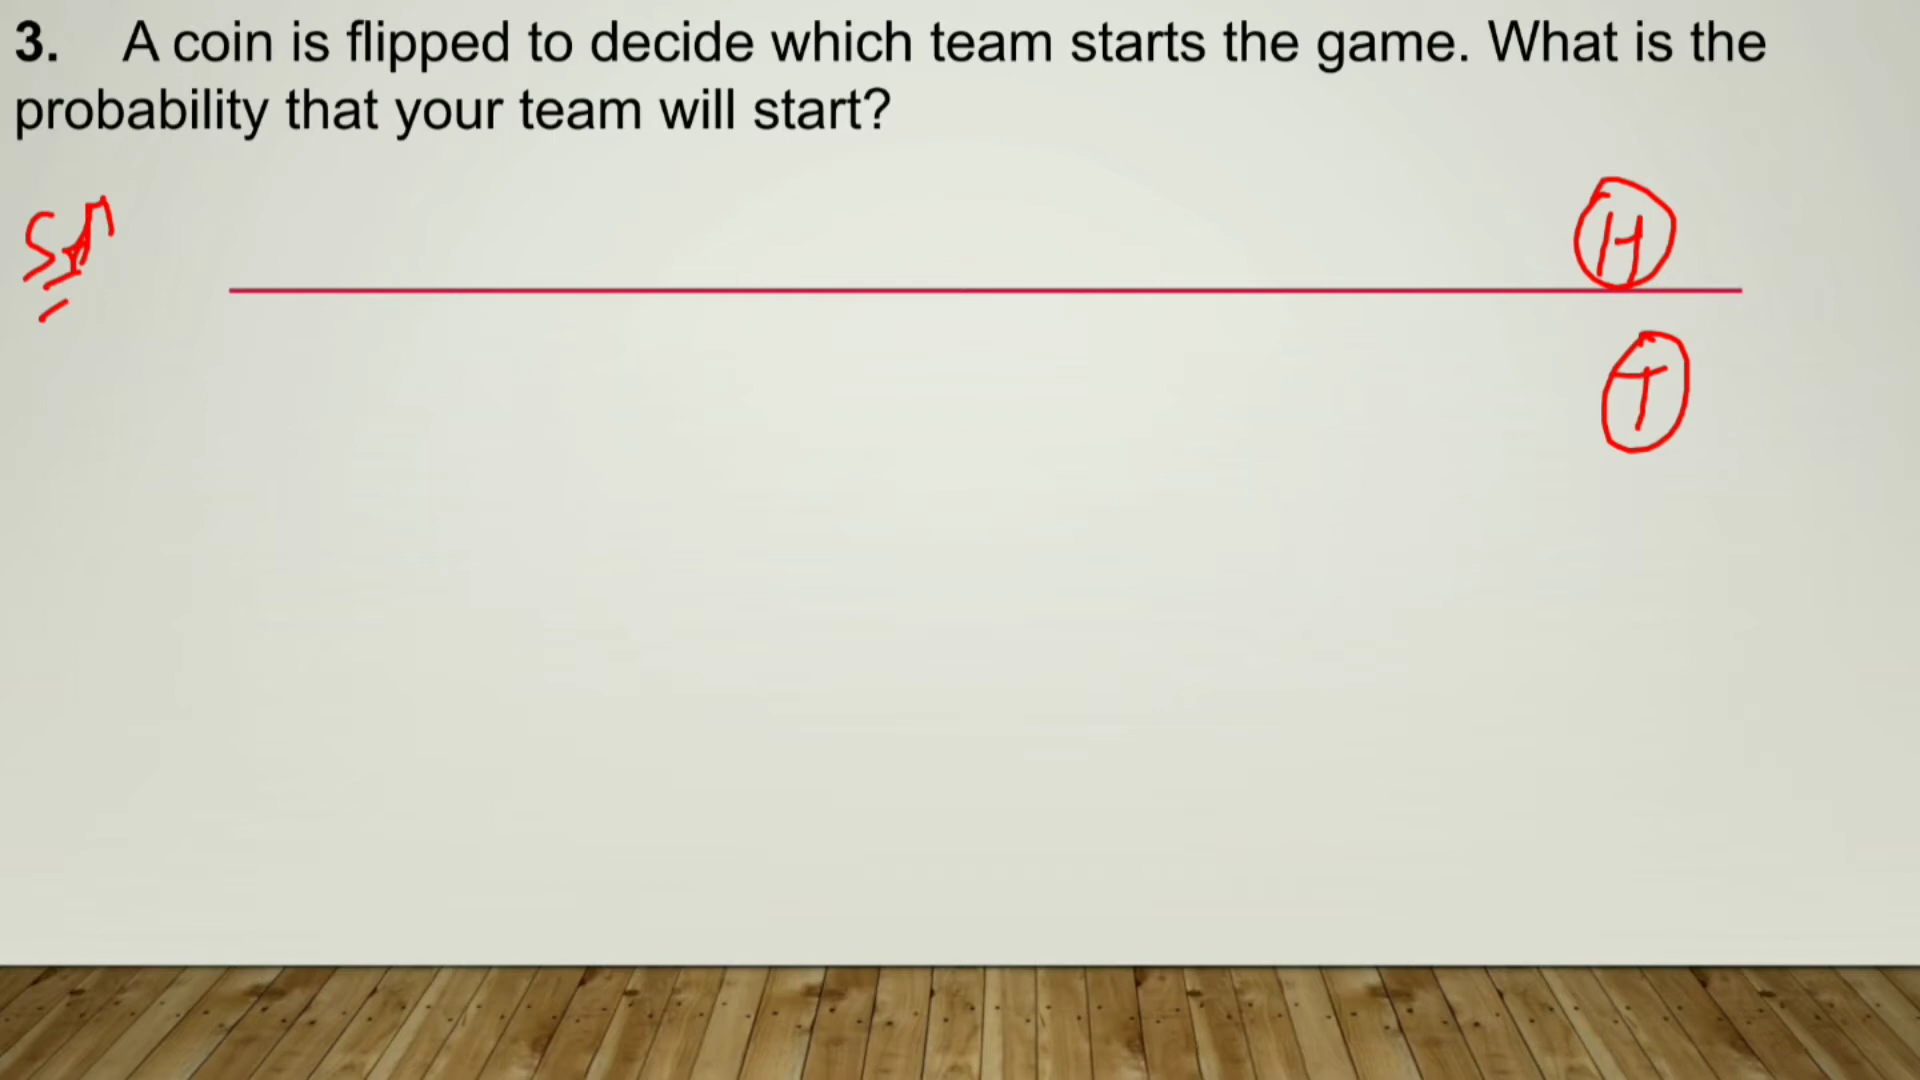 3. A coin is flipped to decide which team starts the game. What is the
probability that your team will start?
H
T